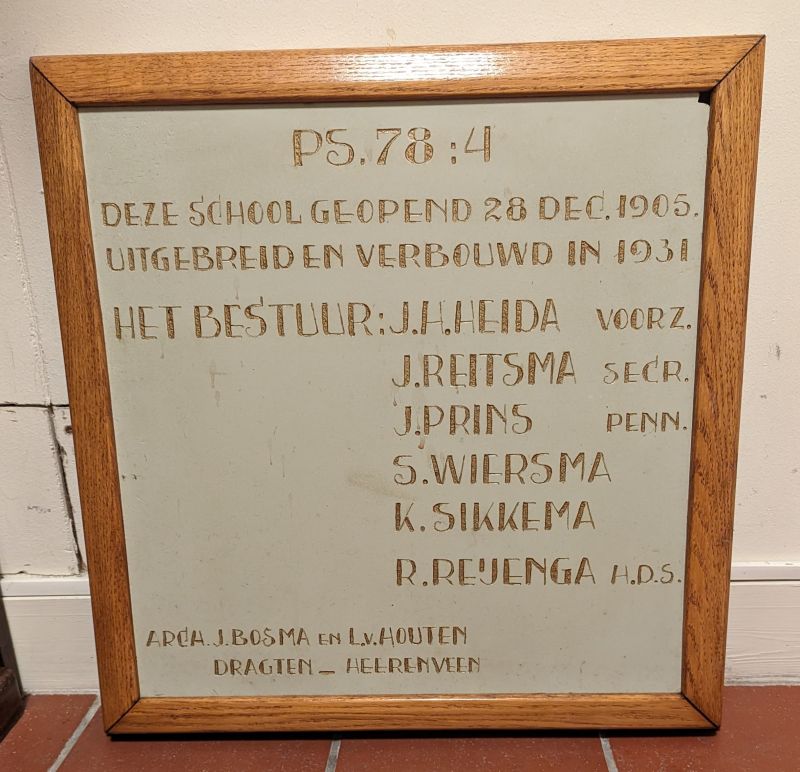 PS. 78 : 4
DEZE SCHOOL GEOPEND 28 DEC. 1905.
UITGEBREID EN VERBOUWD IN 1931
HET BESTUUR: J.H. HEIDA VOORZ.
J. REITSMA SECR.
J. PRINS PENN.
S. WIERSMA
K. SIKKEMA
R. REIJENGA H.D.S.
ARCH. J. BOSMA EN L.v. HOUTEN
DRAGTEN _ HEERENVEEN